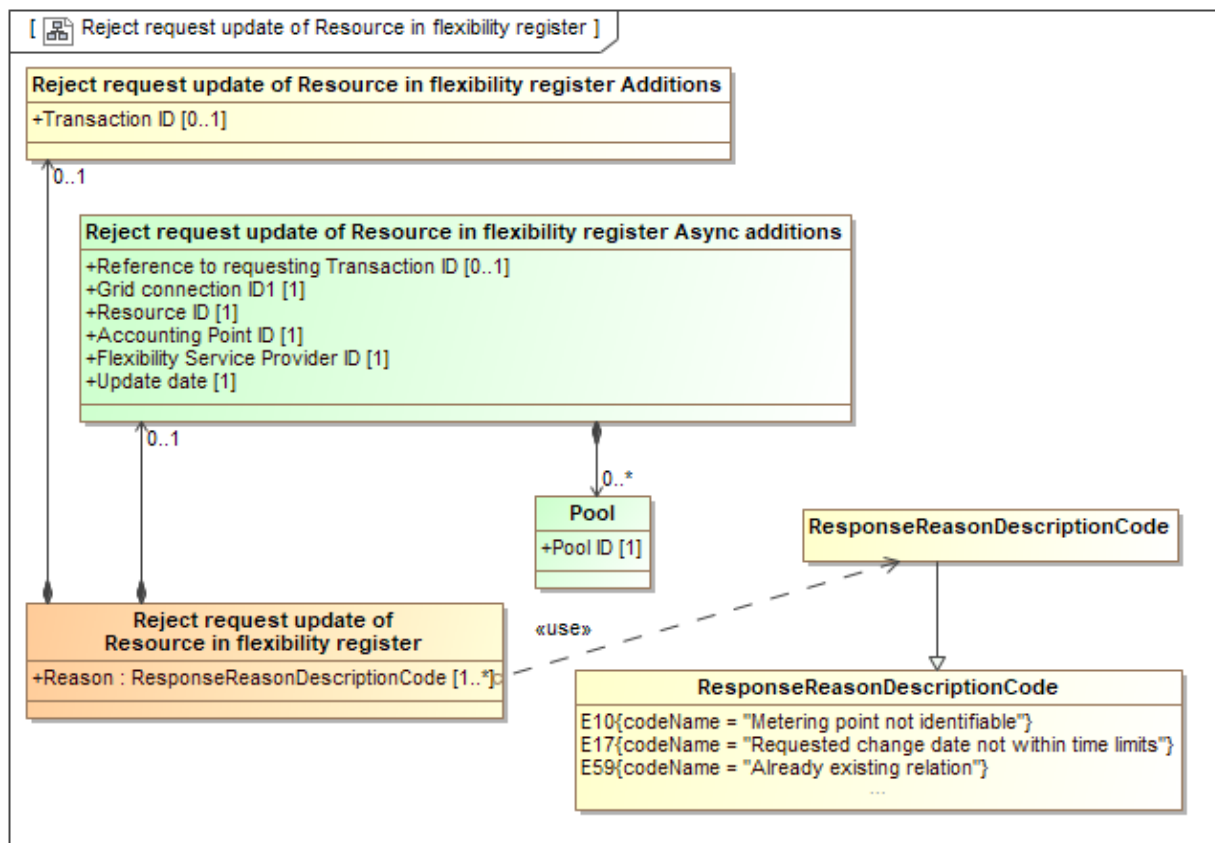 [ Reject request update of Resource in flexibility register ]
Reject request update of Resource in flexibility register Additions
+Transaction ID [0..1]
0..1
Reject request update of Resource in flexibility register Async additions
+Reference to requesting Transaction ID [0..1]
+Grid connection ID1 [1]
+Resource ID [1]
+Accounting Point ID [1]
+Flexibility Service Provider ID [1]
+Update date [1]
0..1
0..*
Pool
+Pool ID [1]
ResponseReasonDescriptionCode
Reject request update of
Resource in flexibility register
+Reason : ResponseReasonDescriptionCode [1..*]
«use»
ResponseReasonDescriptionCode
E10{codeName = "Metering point not identifiable"}
E17{codeName = "Requested change date not within time limits"}
E59{codeName = "Already existing relation"}
...